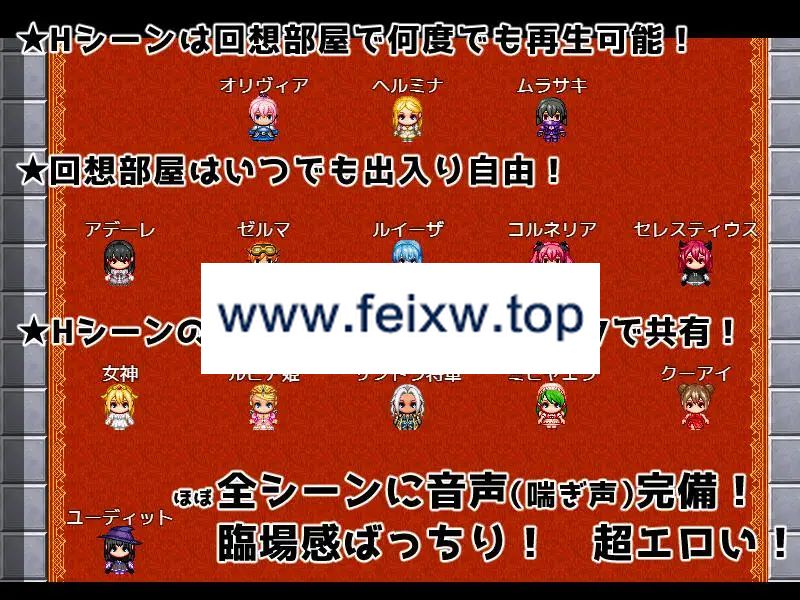 ★Hシーンは回想部屋で何度でも再生可能！
オリヴィア ヘルミナ ムラサキ
★回想部屋はいつでも出入り自由！
アデーレ ゼルマ ルイーザ コルネリア セレスティウス
www.feixw.top
★Hシーンの で共有！
女神 クーアイ
ほぼ全シーンに音声(喘ぎ声)完備！
ユーディット
臨場感ばっちり！ 超エロい！